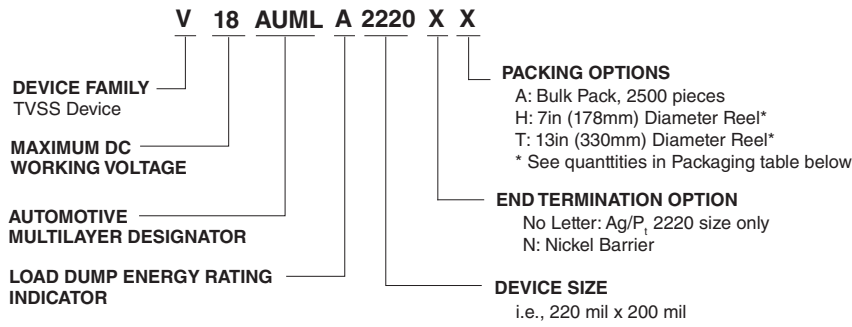 V 18 AUML A 2220 X X
DEVICE FAMILY
TVSS Device
MAXIMUM DC
WORKING VOLTAGE
AUTOMOTIVE
MULTILAYER DESIGNATOR
LOAD DUMP ENERGY RATING
INDICATOR
PACKING OPTIONS
A: Bulk Pack, 2500 pieces
H: 7in (178mm) Diameter Reel*
T: 13in (330mm) Diameter Reel*
* See quanttities in Packaging table below
END TERMINATION OPTION
No Letter: Ag/Pt 2220 size only
N: Nickel Barrier
DEVICE SIZE
i.e., 220 mil x 200 mil